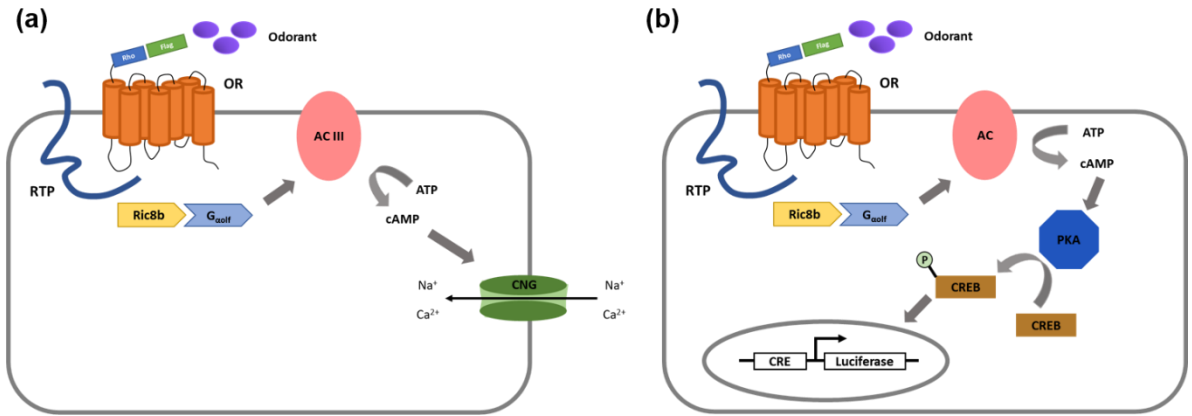 (a)
Odorant
Rho
Flag
OR
AC III
RTP
ATP
cAMP
Ric8b
Gαolf
CNG
Na⁺
Na⁺
Ca²⁺
Ca²⁺
(b)
Odorant
Rho
Flag
OR
AC
ATP
cAMP
RTP
Ric8b
Gαolf
PKA
P
CREB
CREB
CRE
Luciferase